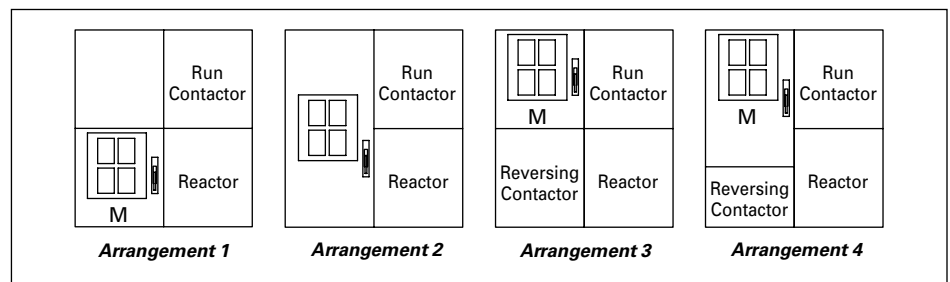 Run
Contactor
M
Reactor
Arrangement 1
Run
Contactor
Reactor
Arrangement 2
M
Run
Contactor
Reversing
Contactor
Reactor
Arrangement 3
M
Run
Contactor
Reversing
Contactor
Reactor
Arrangement 4